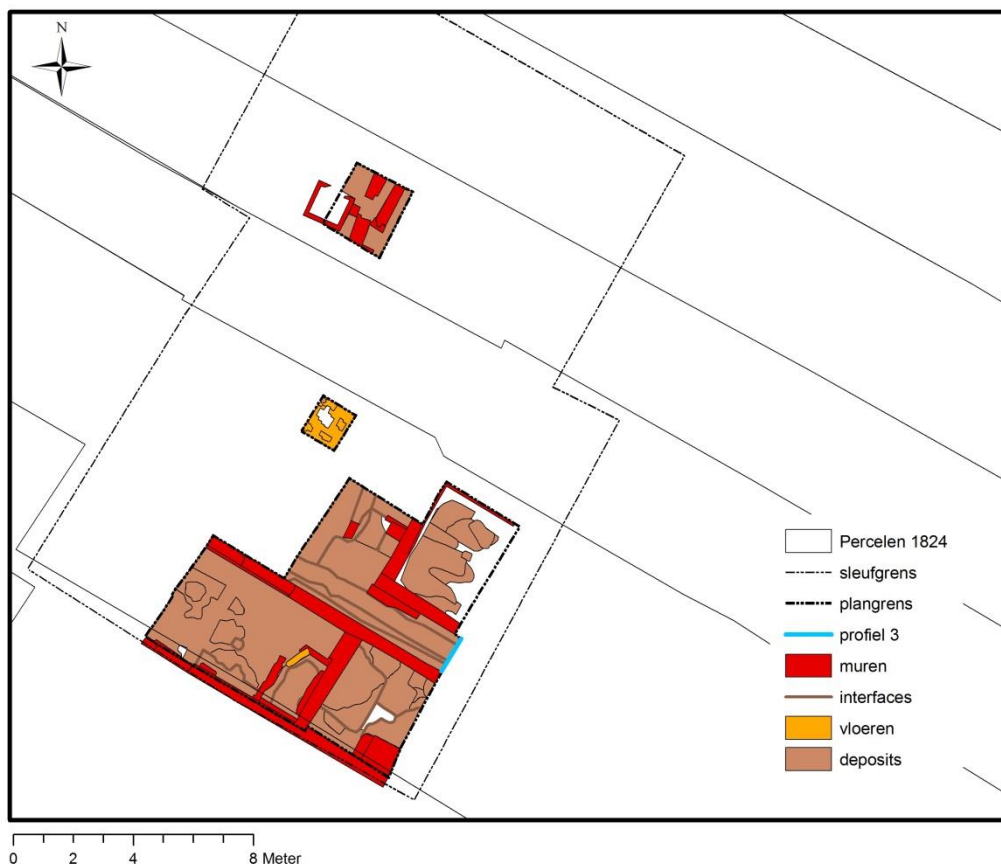 N
Percelen 1824
sleufgrens
plangrens
profiel 3
muren
interfaces
vloeren
deposits
0 2 4 8 Meter